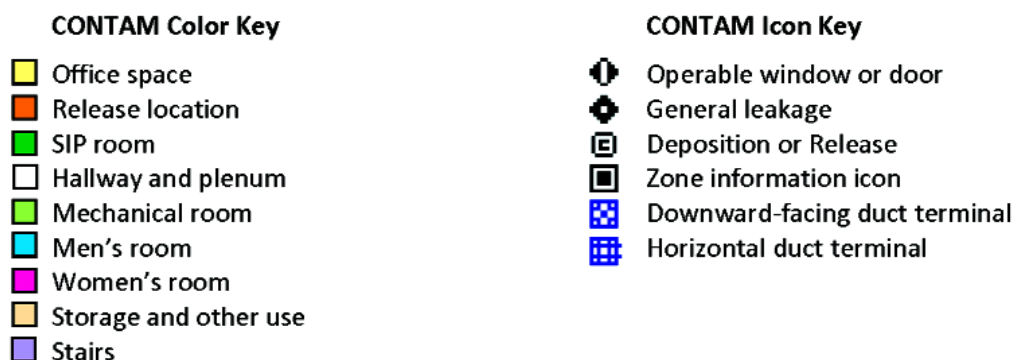 CONTAM Color Key
Office space
Release location
SIP room
Hallway and plenum
Mechanical room
Men's room
Women's room
Storage and other use
Stairs
CONTAM Icon Key
Operable window or door
General leakage
Deposition or Release
Zone information icon
Downward-facing duct terminal
Horizontal duct terminal